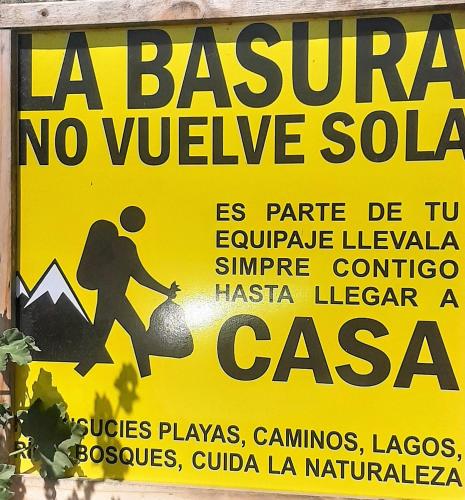 LA BASURA
NO VUELVE SOLA
ES PARTE DE TU
EQUIPAJE LLEVALA
SIMPRE CONTIGO
HASTA LLEGAR A
CASA
PLAYAS, CAMINOS, LAGOS,
BOSQUES, CUIDA LA NATURALEZA